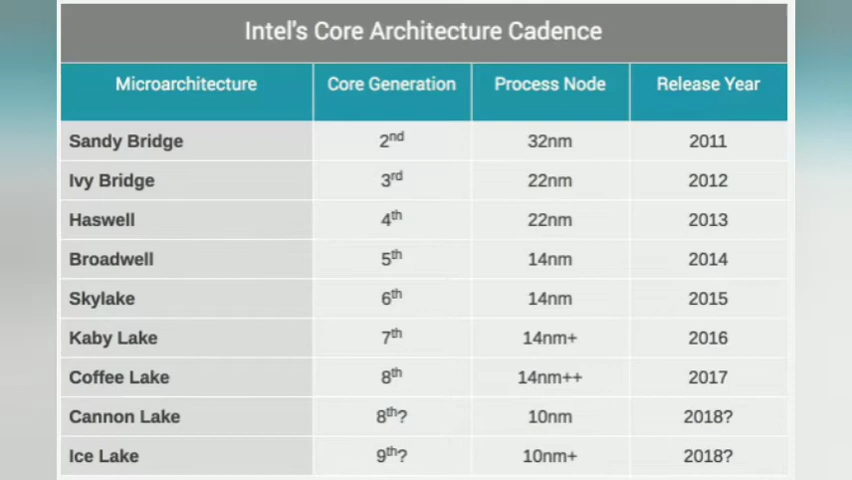 Intel's Core Architecture Cadence
Microarchitecture Core Generation Process Node Release Year
Sandy Bridge 2nd 32nm 2011
Ivy Bridge 3rd 22nm 2012
Haswell 4th 22nm 2013
Broadwell 5th 14nm 2014
Skylake 6th 14nm 2015
Kaby Lake 7th 14nm+ 2016
Coffee Lake 8th 14nm++ 2017
Cannon Lake 8th? 10nm 2018?
Ice Lake 9th? 10nm+ 2018?